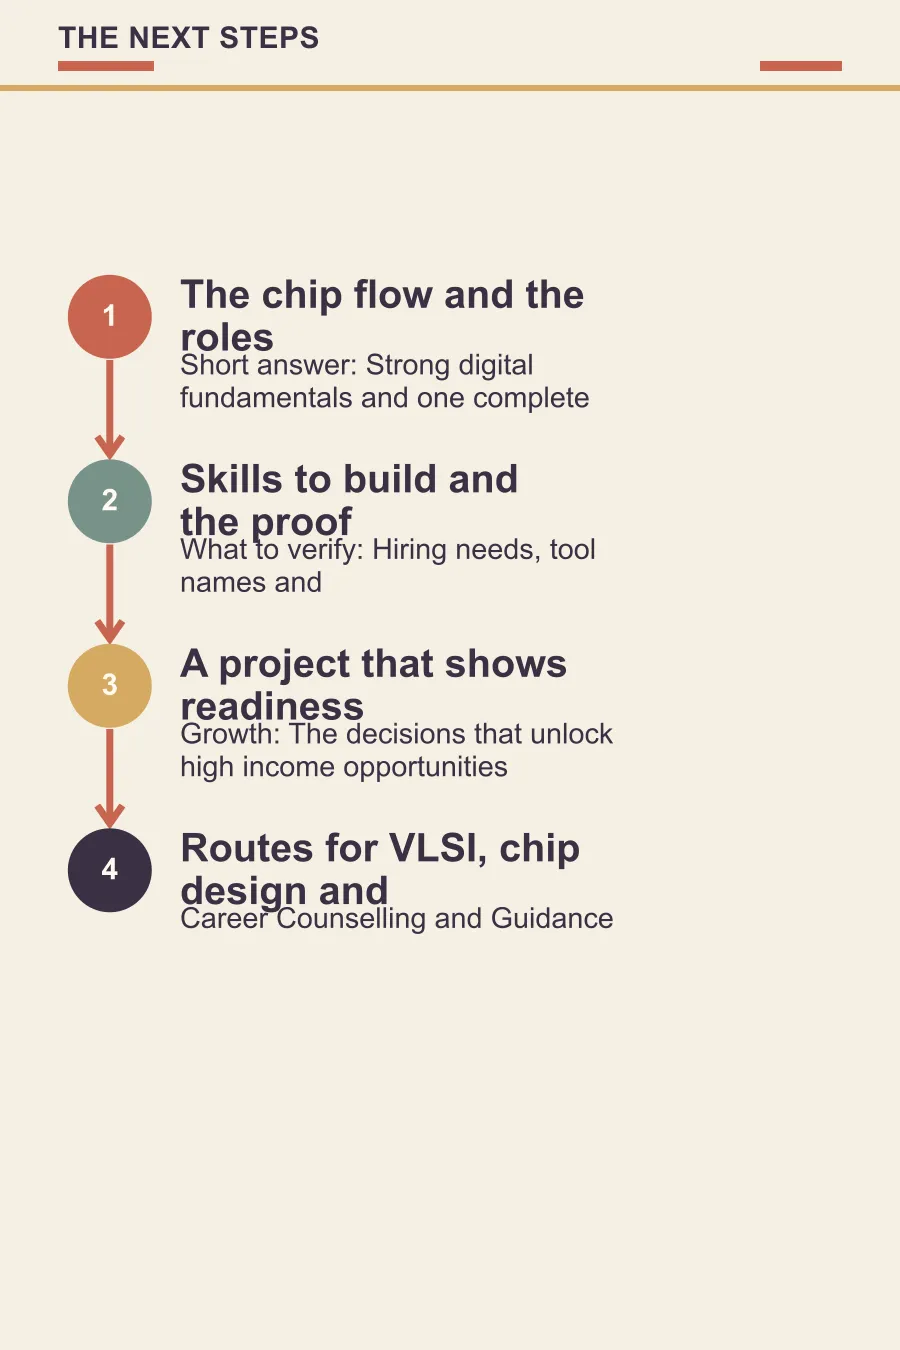 THE NEXT STEPS
1
The chip flow and the
roles
Short answer: Strong digital
fundamentals and one complete
2
Skills to build and
the proof
What to verify: Hiring needs, tool
names and
3
A project that shows
readiness
Growth: The decisions that unlock
high income opportunities
4
Routes for VLSI, chip
design and
Career Counselling and Guidance